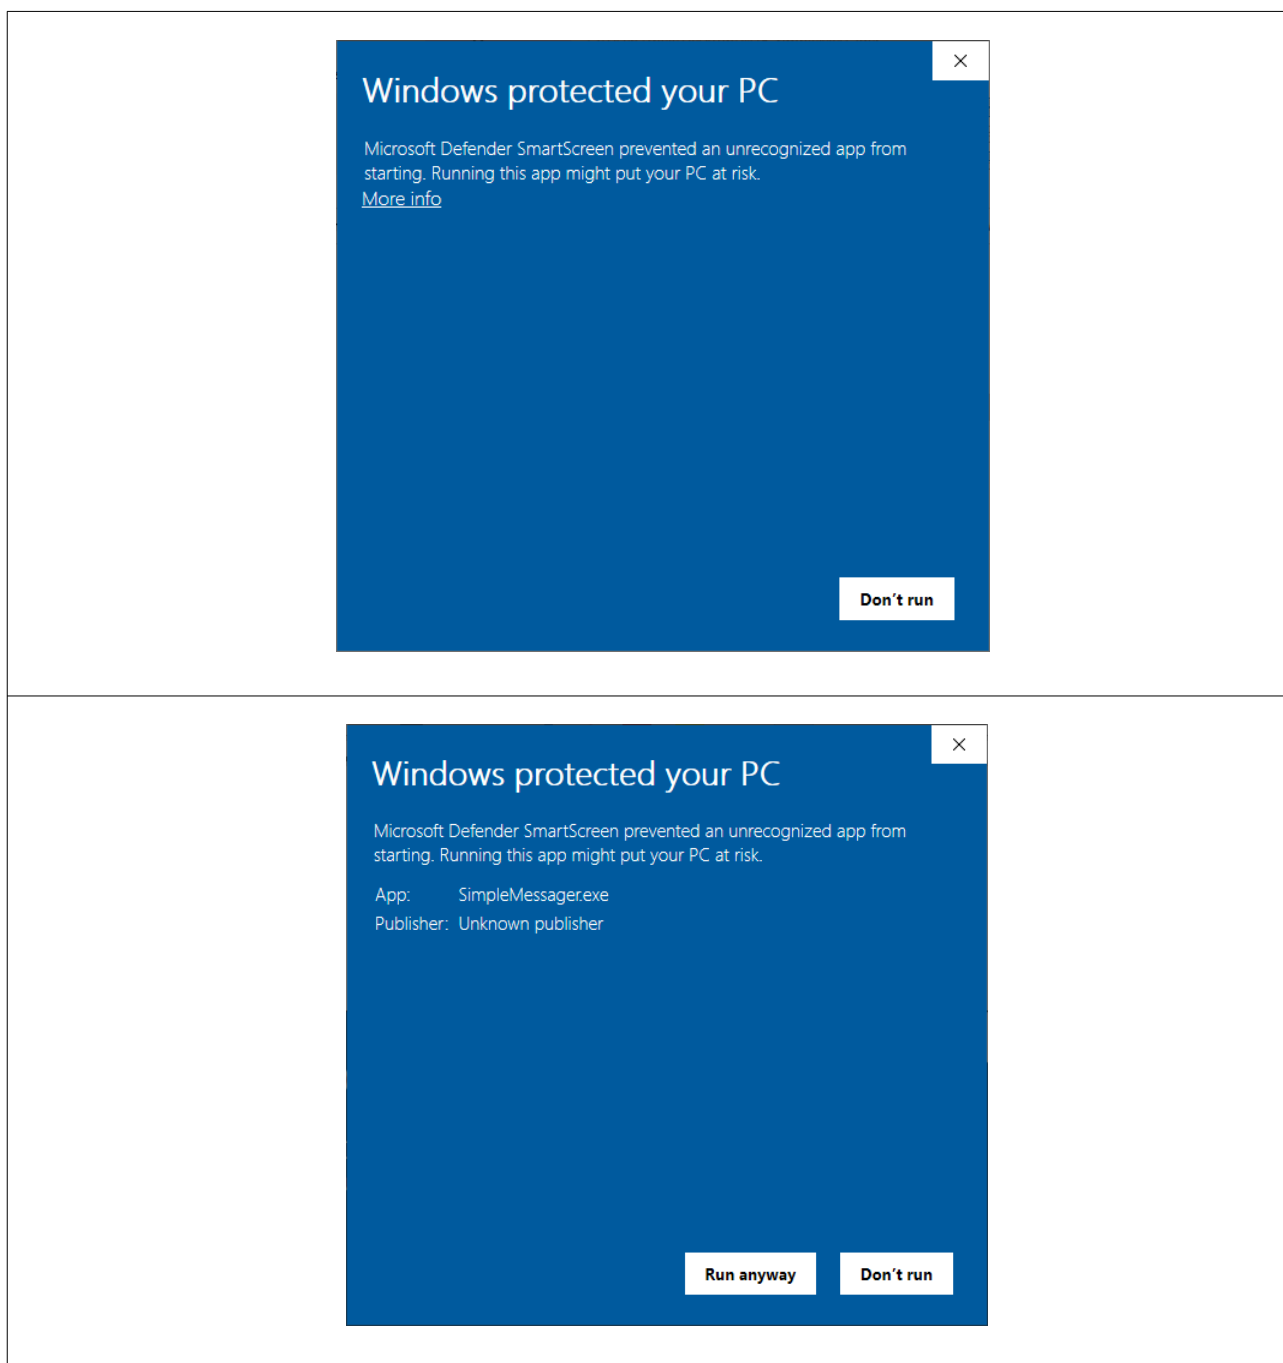 Windows protected your PC
Microsoft Defender SmartScreen prevented an unrecognized app from
starting. Running this app might put your PC at risk.
More info
Don't run
Windows protected your PC
Microsoft Defender SmartScreen prevented an unrecognized app from
starting. Running this app might put your PC at risk.
App: SimpleMessager.exe
Publisher: Unknown publisher
Run anyway Don't run